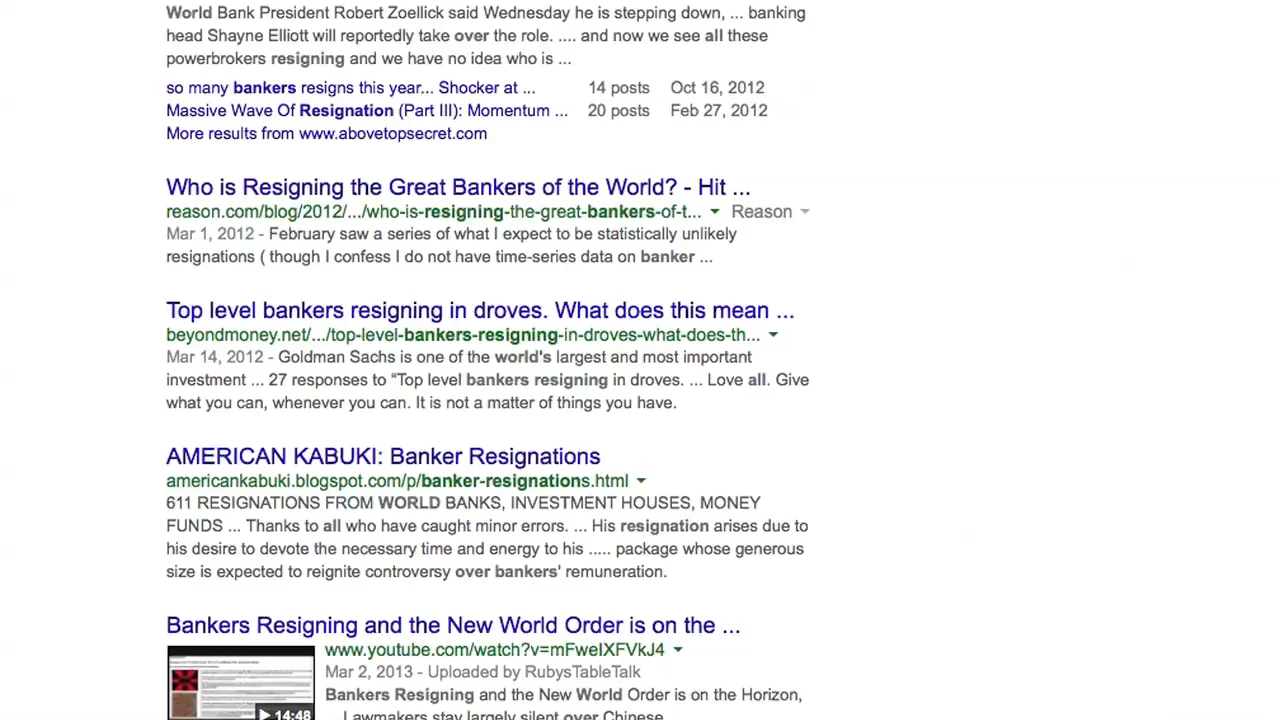 World Bank President Robert Zoellick said Wednesday he is stepping down, ... banking
head Shayne Elliott will reportedly take over the role. .... and now we see all these
powerbrokers resigning and we have no idea who is ...
so many bankers resigns this year... Shocker at ... 14 posts Oct 16, 2012
Massive Wave Of Resignation (Part III): Momentum ... 20 posts Feb 27, 2012
More results from www.abovetopsecret.com
Who is Resigning the Great Bankers of the World? - Hit ...
reason.com/blog/2012/.../who-is-resigning-the-great-bankers-of-t... Reason
Mar 1, 2012 - February saw a series of what I expect to be statistically unlikely
resignations ( though I confess I do not have time-series data on banker ...
Top level bankers resigning in droves. What does this mean ...
beyondmoney.net/.../top-level-bankers-resigning-in-droves-what-does-th...
Mar 14, 2012 - Goldman Sachs is one of the world's largest and most important
investment ... 27 responses to “Top level bankers resigning in droves. ... Love all. Give
what you can, whenever you can. It is not a matter of things you have.
AMERICAN KABUKI: Banker Resignations
americankabuki.blogspot.com/p/banker-resignations.html
611 RESIGNATIONS FROM WORLD BANKS, INVESTMENT HOUSES, MONEY
FUNDS ... Thanks to all who have caught minor errors. ... His resignation arises due to
his desire to devote the necessary time and energy to his ..... package whose generous
size is expected to reignite controversy over bankers' remuneration.
Bankers Resigning and the New World Order is on the ...
www.youtube.com/watch?v=mFwelXFVkJ4
Mar 2, 2013 - Uploaded by RubysTableTalk
Bankers Resigning and the New World Order is on the Horizon,
... Lawmakers stay largely silent over Chinese
14:48